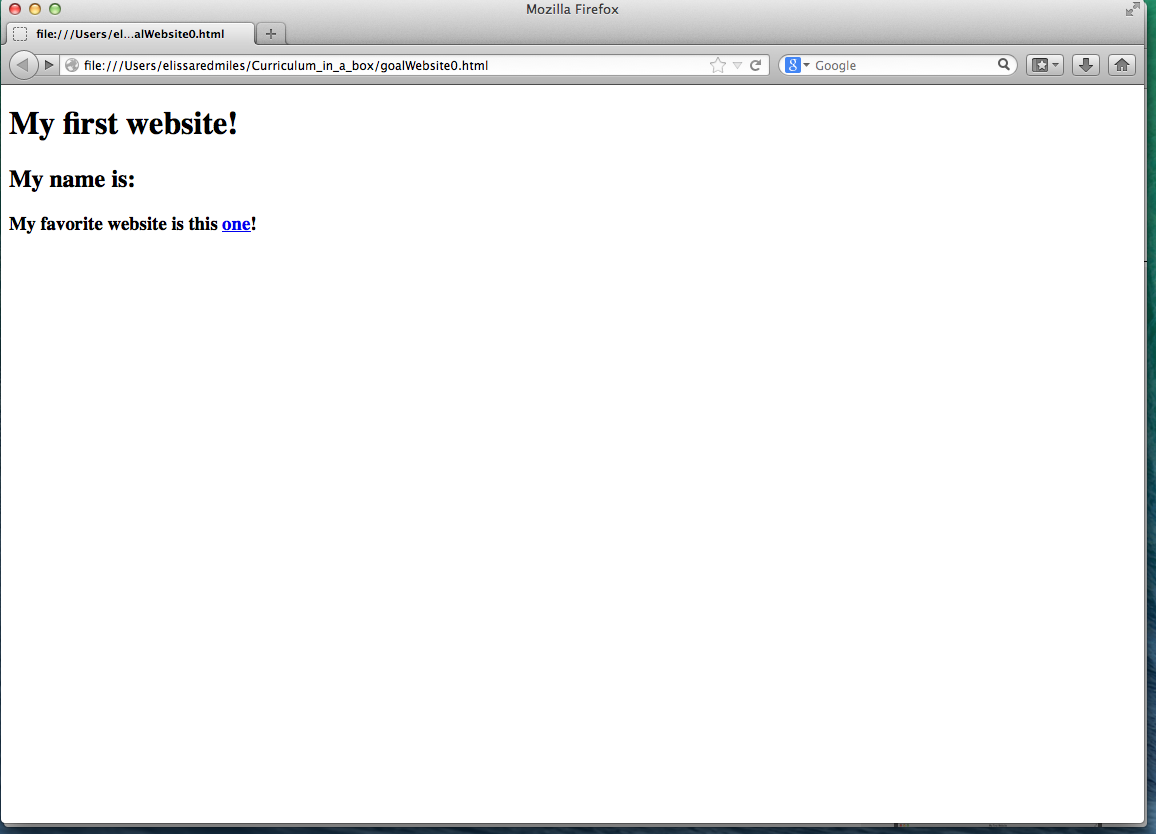 Mozilla Firefox
file:///Users/el...alWebsite0.html
file:///Users/elissaredmiles/Curriculum_in_a_box/goalWebsite0.html
8 Google
My first website!
My name is:
My favorite website is this one!